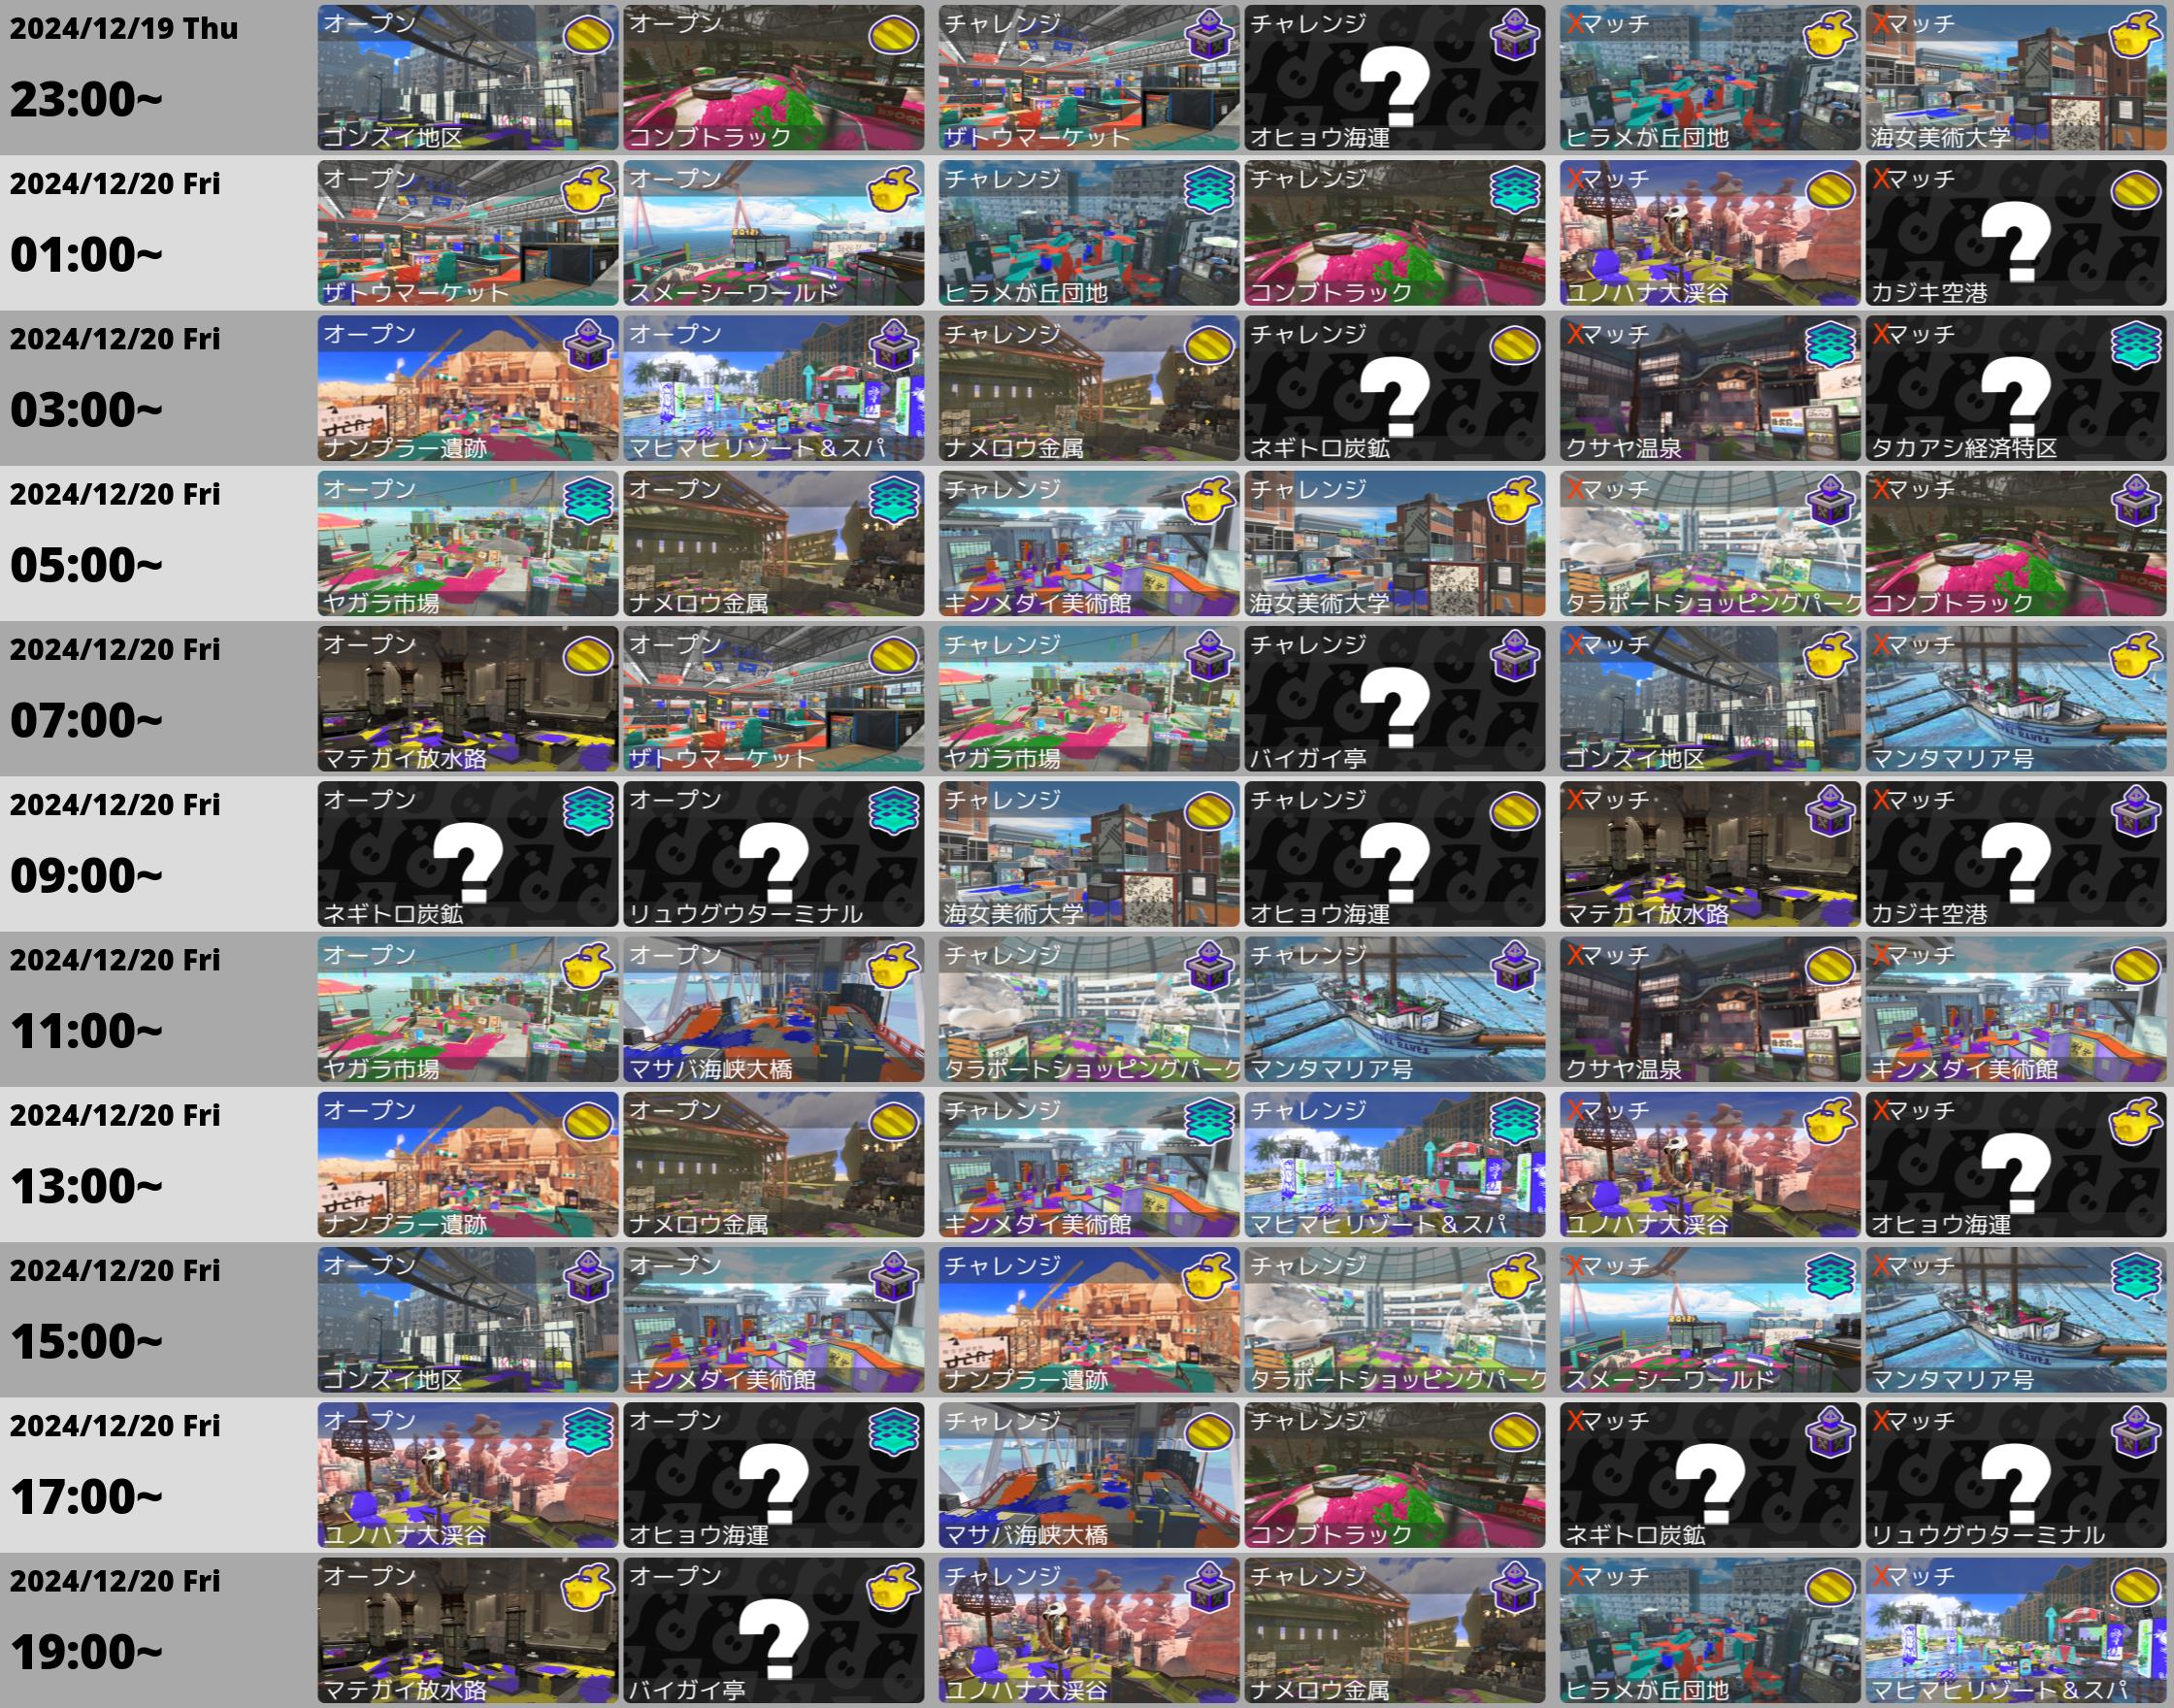 2024/12/19 Thu
23:00~
オープン オープン チャレンジ チャレンジ Xマッチ Xマッチ
ゴンズイ地区 コンブトラック ザトウマーケット オヒョウ海運 ヒラメが丘団地 海女美術大学
2024/12/20 Fri
01:00~
オープン オープン チャレンジ チャレンジ Xマッチ Xマッチ
ザトウマーケット スメーシーワールド ヒラメが丘団地 コンブトラック ユノハナ大渓谷 カジキ空港
2024/12/20 Fri
03:00~
オープン オープン チャレンジ チャレンジ Xマッチ Xマッチ
ナンプラー遺跡 マヒマヒリゾート＆スパ ナメロウ金属 ネギトロ炭鉱 クサヤ温泉 タカアシ経済特区
2024/12/20 Fri
05:00~
オープン オープン チャレンジ チャレンジ Xマッチ Xマッチ
ヤガラ市場 ナメロウ金属 キンメダイ美術館 海女美術大学 タラポートショッピングパーク コンブトラック
2024/12/20 Fri
07:00~
オープン オープン チャレンジ チャレンジ Xマッチ Xマッチ
マテガイ放水路 ザトウマーケット ヤガラ市場 バイガイ亭 ゴンズイ地区 マンタマリア号
2024/12/20 Fri
09:00~
オープン オープン チャレンジ チャレンジ Xマッチ Xマッチ
ネギトロ炭鉱 リュウグウターミナル 海女美術大学 オヒョウ海運 マテガイ放水路 カジキ空港
2024/12/20 Fri
11:00~
オープン オープン チャレンジ チャレンジ Xマッチ Xマッチ
ヤガラ市場 マサバ海峡大橋 タラポートショッピングパーク マンタマリア号 クサヤ温泉 キンメダイ美術館
2024/12/20 Fri
13:00~
オープン オープン チャレンジ チャレンジ Xマッチ Xマッチ
ナンプラー遺跡 ナメロウ金属 キンメダイ美術館 マヒマヒリゾート＆スパ ユノハナ大渓谷 オヒョウ海運
2024/12/20 Fri
15:00~
オープン オープン チャレンジ チャレンジ Xマッチ Xマッチ
ゴンズイ地区 キンメダイ美術館 ナンプラー遺跡 タラポートショッピングパーク スメーシーワールド マンタマリア号
2024/12/20 Fri
17:00~
オープン オープン チャレンジ チャレンジ Xマッチ Xマッチ
ユノハナ大渓谷 オヒョウ海運 マサバ海峡大橋 コンブトラック ネギトロ炭鉱 リュウグウターミナル
2024/12/20 Fri
19:00~
オープン オープン チャレンジ チャレンジ Xマッチ Xマッチ
マテガイ放水路 バイガイ亭 ユノハナ大渓谷 ナメロウ金属 ヒラメが丘団地 マヒマヒリゾート＆スパ